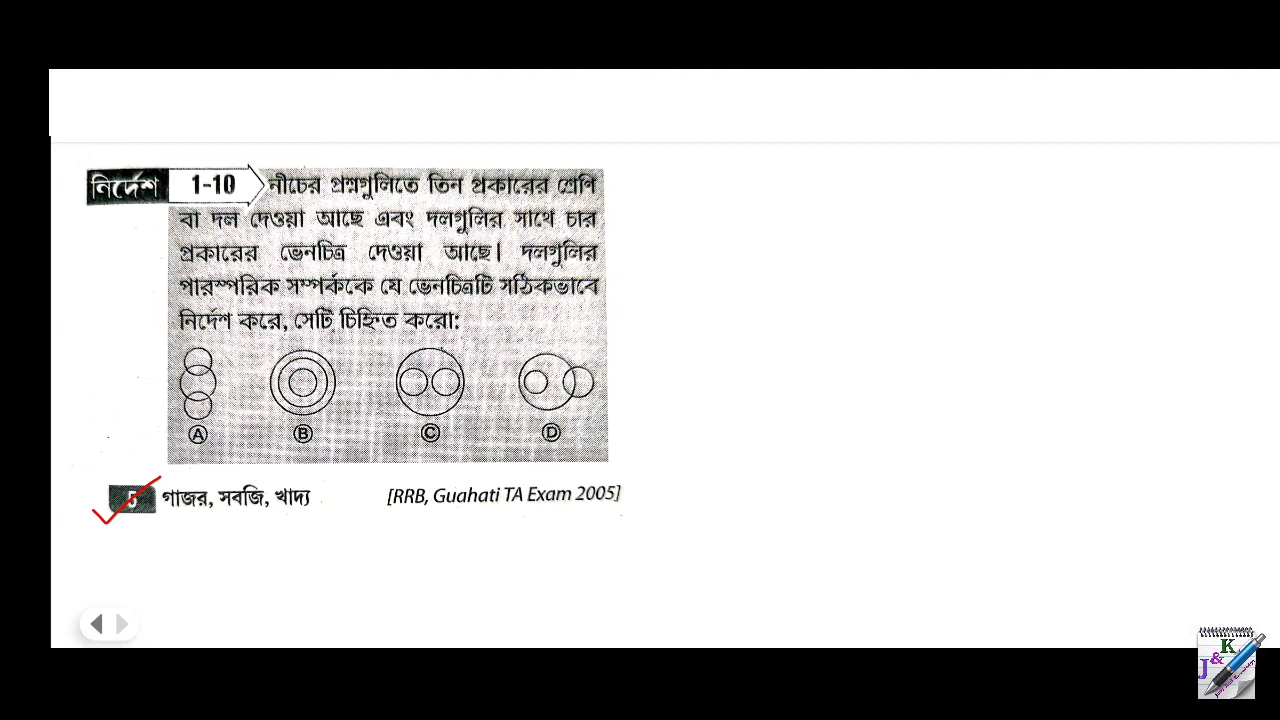 নির্দেশ 1-10 নীচের প্রশ্নগুলিতে তিন প্রকারের শ্রেণি
বা দল দেওয়া আছে এবং দলগুলির সাথে চার
প্রকারের ভেনচিত্র দেওয়া আছে। দলগুলির
পারস্পরিক সম্পর্ককে যে ভেনচিত্রটি সঠিকভাবে
নির্দেশ করে, সেটি চিহ্নিত করো:
A B C D
5 গাজর, সবজি, খাদ্য [RRB, Guahati TA Exam 2005]
J&K